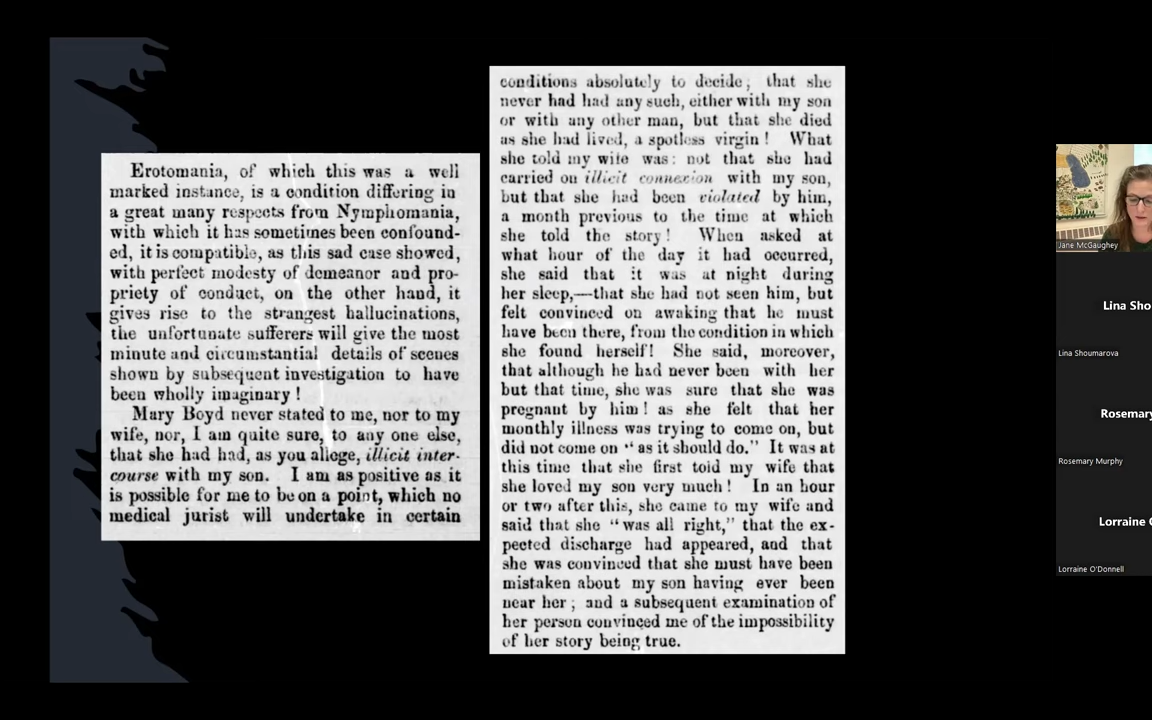 Erotomania, of which this was a well
marked instance, is a condition differing in
a great many respects from Nymphomania,
with which it has sometimes been confound-
ed, it is compatible, as this sad case showed,
with perfect modesty of demeanor and pro-
priety of conduct, on the other hand, it
gives rise to the strangest hallucinations,
the unfortunate sufferers will give the most
minute and circumstantial details of scenes
shown by subsequent investigation to have
been wholly imaginary !
Mary Boyd never stated to me, nor to my
wife, nor, I am quite sure, to any one else,
that she had had, as you allege, illicit inter-
course with my son. I am as positive as it
is possible for me to be on a point, which no
medical jurist will undertake in certain
conditions absolutely to decide; that she
never had had any such, either with my son
or with any other man, but that she died
as she had lived, a spotless virgin ! What
she told my wife was: not that she had
carried on illicit connexion with my son,
but that she had been violated by him,
a month previous to the time at which
she told the story ! When asked at
what hour of the day it had occurred,
she said that it was at night during
her sleep,—that she had not seen him, but
felt convinced on awaking that he must
have been there, from the condition in which
she found herself ! She said, moreover,
that although he had never been with her
but that time, she was sure that she was
pregnant by him ! as she felt that her
monthly illness was trying to come on, but
did not come on " as it should do." It was at
this time that she first told my wife that
she loved my son very much ! In an hour
or two after this, she came to my wife and
said that she "was all right," that the ex-
pected discharge had appeared, and that
she was convinced that she must have been
mistaken about my son having ever been
near her ; and a subsequent examination of
her person convinced me of the impossibility
of her story being true.
Jane McGaughey
Lina Sho
Lina Shoumarova
Rosemary
Rosemary Murphy
Lorraine
Lorraine O'Donnell